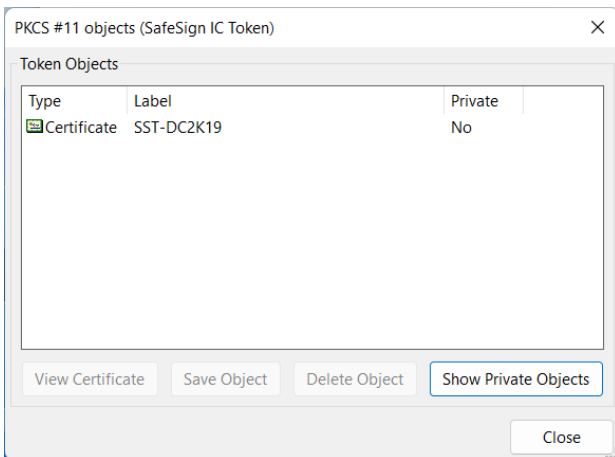 PKCS #11 objects (SafeSign IC Token)
Token Objects
Type Label Private
Certificate SST-DC2K19 No
View Certificate Save Object Delete Object Show Private Objects
Close